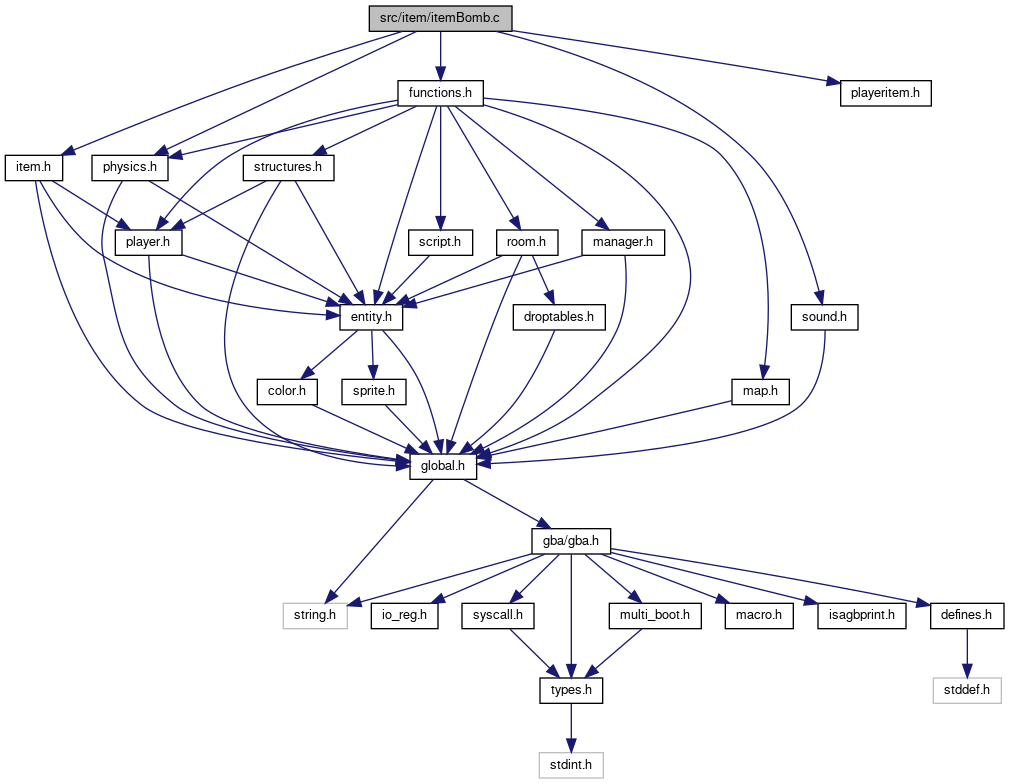 src/item/itemBomb.c
functions.h
playeritem.h
item.h
physics.h
structures.h
player.h
script.h
room.h
manager.h
entity.h
droptables.h
sound.h
color.h
sprite.h
map.h
global.h
gba/gba.h
string.h
io_reg.h
syscall.h
multi_boot.h
macro.h
isagbprint.h
defines.h
types.h
stddef.h
stdint.h